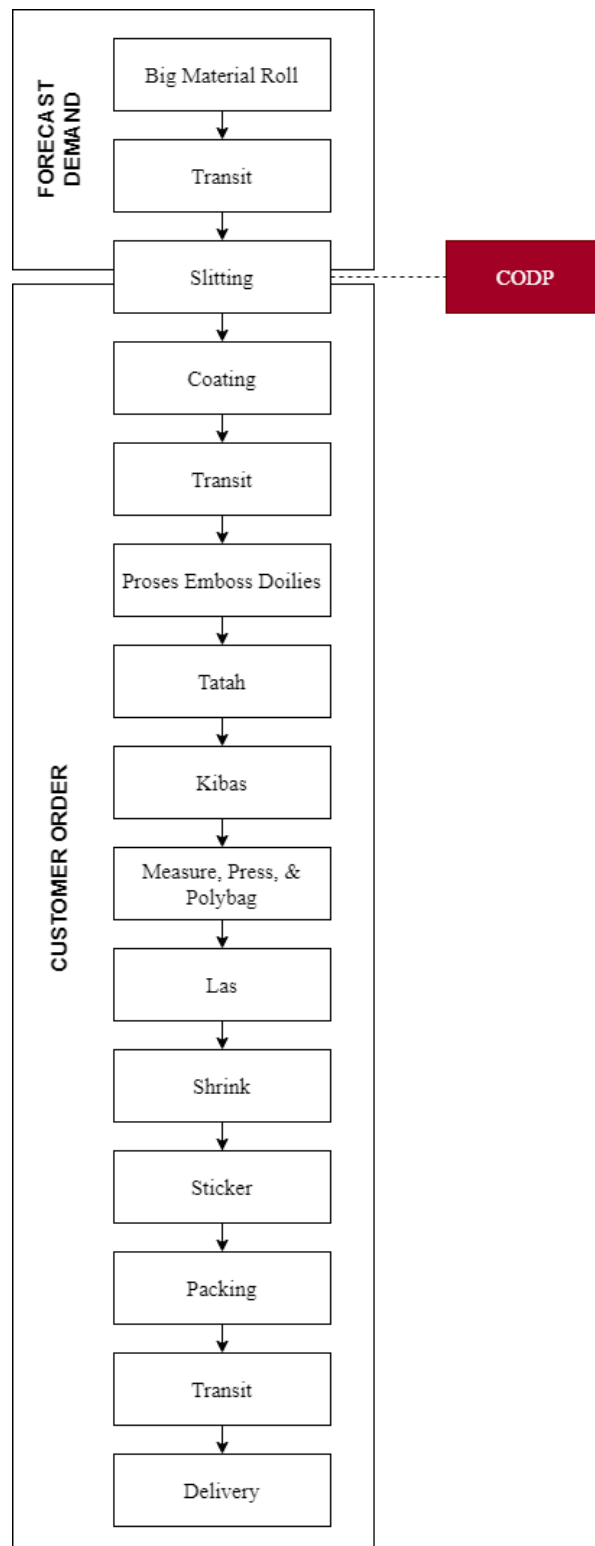 FORECAST
DEMAND
Big Material Roll
Transit
Slitting
CODP
CUSTOMER ORDER
Coating
Transit
Proses Emboss Doilies
Tatah
Kibas
Measure, Press, &
Polybag
Las
Shrink
Sticker
Packing
Transit
Delivery